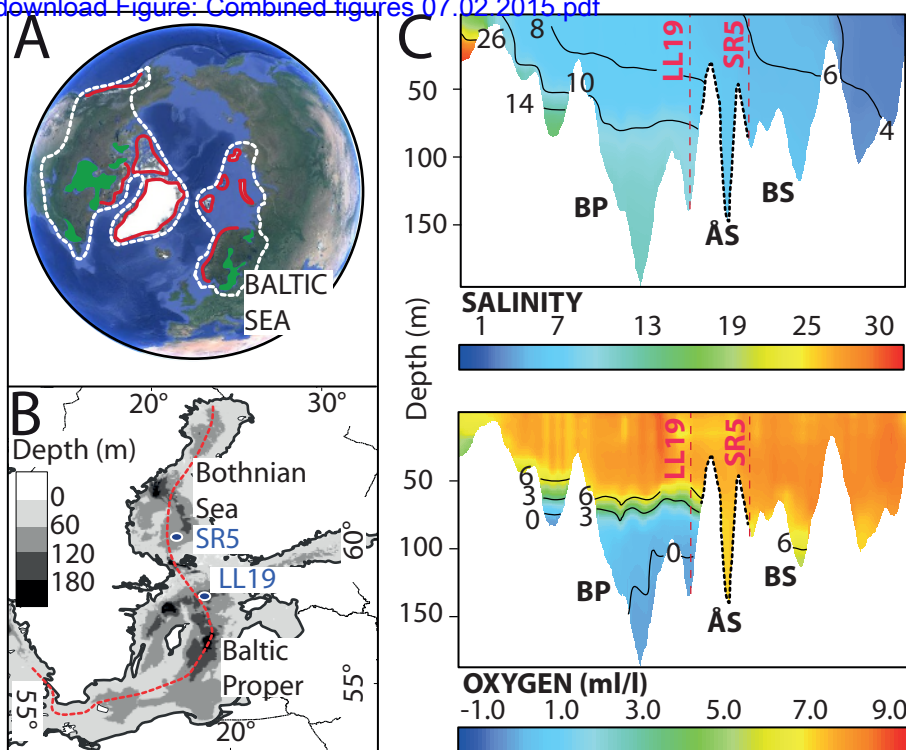 download Figure: Combined figures 07.02.2015.pdf
A
BALTIC
SEA
B
20°
30°
Depth (m)
0
60
120
180
Bothnian
Sea
SR5
60°
LL19
Baltic
Proper
55°
55°
20°
C
26
8
LL19
SR5
10
14
6
4
50
100
150
BP
BS
ÅS
SALINITY
1 7 13 19 25 30
Depth (m)
LL19
SR5
50
100
150
6
3
0
6
3
0
6
BP
BS
ÅS
OXYGEN (ml/l)
-1.0 1.0 3.0 5.0 7.0 9.0